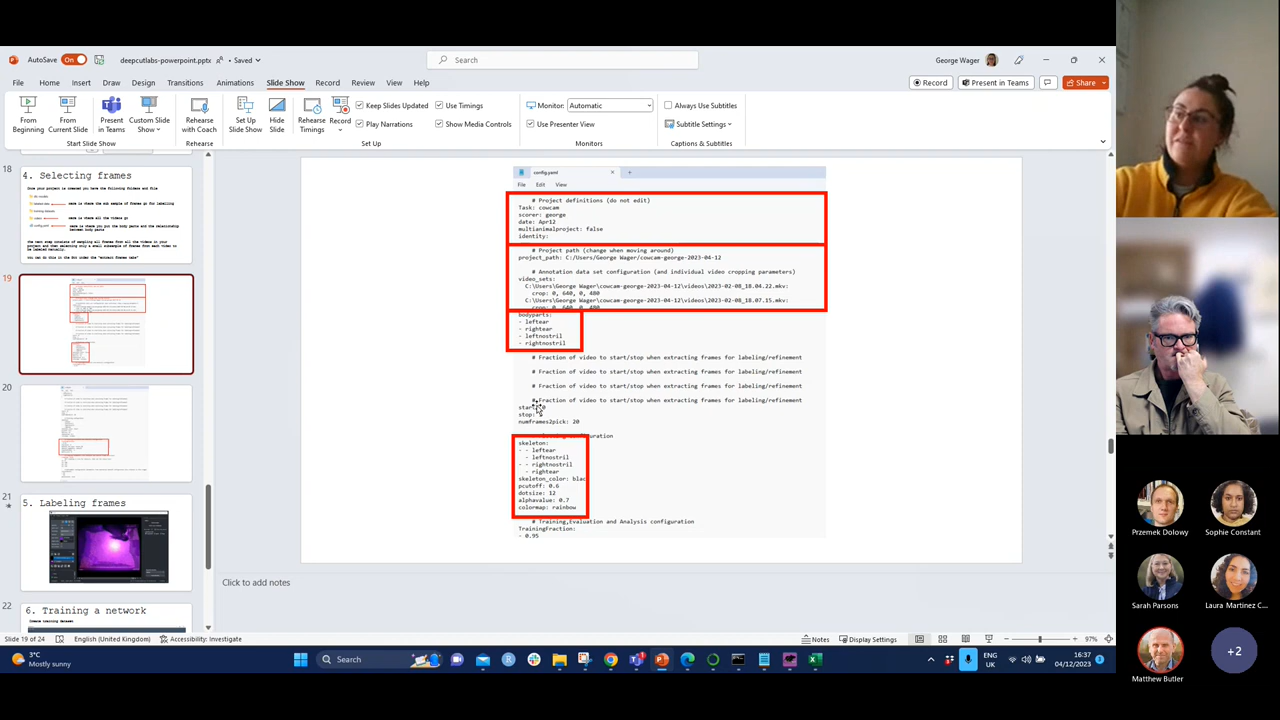 AutoSave On deepcutlabs-powerpoint.pptx • Saved Search George Wager
File Home Insert Draw Design Transitions Animations Slide Show Record Review View Help Record Present in Teams Share
From Beginning
From Current Slide
Present in Teams
Custom Slide Show
Start Slide Show
Rehearse with Coach
Rehearse
Set Up Slide Show
Hide Slide
Rehearse Timings
Record
Keep Slides Updated
Play Narrations
Use Timings
Show Media Controls
Set Up
Monitor: Automatic
Use Presenter View
Monitors
Always Use Subtitles
Subtitle Settings
Captions & Subtitles
18
4. Selecting frames
19
20
21
5. Labeling frames
22
6. Training a network
config.yaml
File Edit View
# Project definitions (do not edit)
Task: cowcam
scorer: george
date: Apr12
multianimalproject: false
identity:
# Project path (change when moving around)
project_path: C:/Users/George Wager/cowcam-george-2023-04-12
# Annotation data set configuration (and individual video cropping parameters)
video_sets:
C:\Users\George Wager\cowcam-george-2023-04-12\videos\2023-02-08_18.04.22.mkv:
crop: 0, 640, 0, 480
C:\Users\George Wager\cowcam-george-2023-04-12\videos\2023-02-08_18.07.15.mkv:
crop: 0, 640, 0, 480
bodyparts:
- leftear
- rightear
- leftnostril
- rightnostril
# Fraction of video to start/stop when extracting frames for labeling/refinement
# Fraction of video to start/stop when extracting frames for labeling/refinement
# Fraction of video to start/stop when extracting frames for labeling/refinement
# Fraction of video to start/stop when extracting frames for labeling/refinement
start: 0
stop:
numframes2pick: 20
configuration
skeleton:
- - leftear
- leftnostril
- - rightnostril
- rightear
skeleton_color: blac
pcutoff: 0.6
dotsize: 12
alphavalue: 0.7
colormap: rainbow
# Training,Evaluation and Analysis configuration
TrainingFraction:
- 0.95
Click to add notes
Slide 19 of 24 English (United Kingdom) Accessibility: Investigate Notes Display Settings 97%
3°C
Mostly sunny
Search
ENG
UK
16:37
04/12/2023
Przemek Dolowy
Sophie Constant
Sarah Parsons
Laura Martinez C...
Matthew Butler
+2